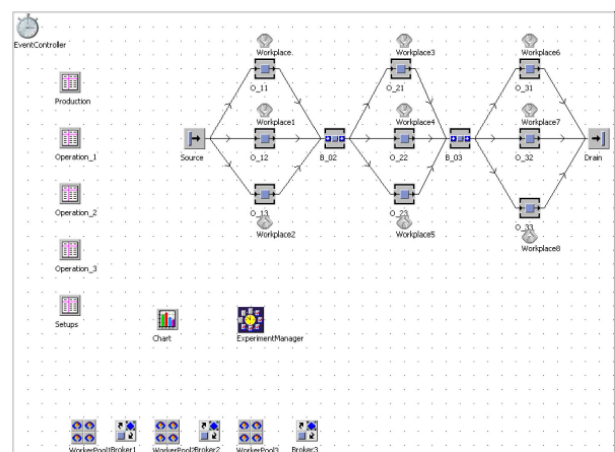 EventController
Workplace.
Workplace3
Workplace6
O_11
O_21
O_31
Production
Workplace1
Workplace4
Workplace7
Operation_1
Source
O_12
B_02
O_22
B_03
O_32
Drain
Operation_2
O_13
O_23
O_33
Workplace2
Workplace5
Workplace8
Operation_3
Setups
Chart
ExperimentManager
WorkerPool1
Broker1
WorkerPool2
Broker2
WorkerPool3
Broker3